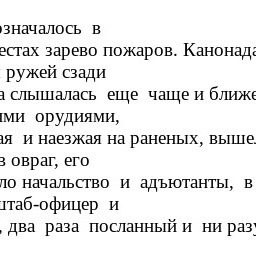 означалось в
естах зарево пожаров. Канонада
ружей сзади
а слышалась еще чаще и ближе
ими орудиями,
ая и наезжая на раненых, вышел
в овраг, его
ло начальство и адъютанты, в
штаб-офицер и
, два раза посланный и ни разу